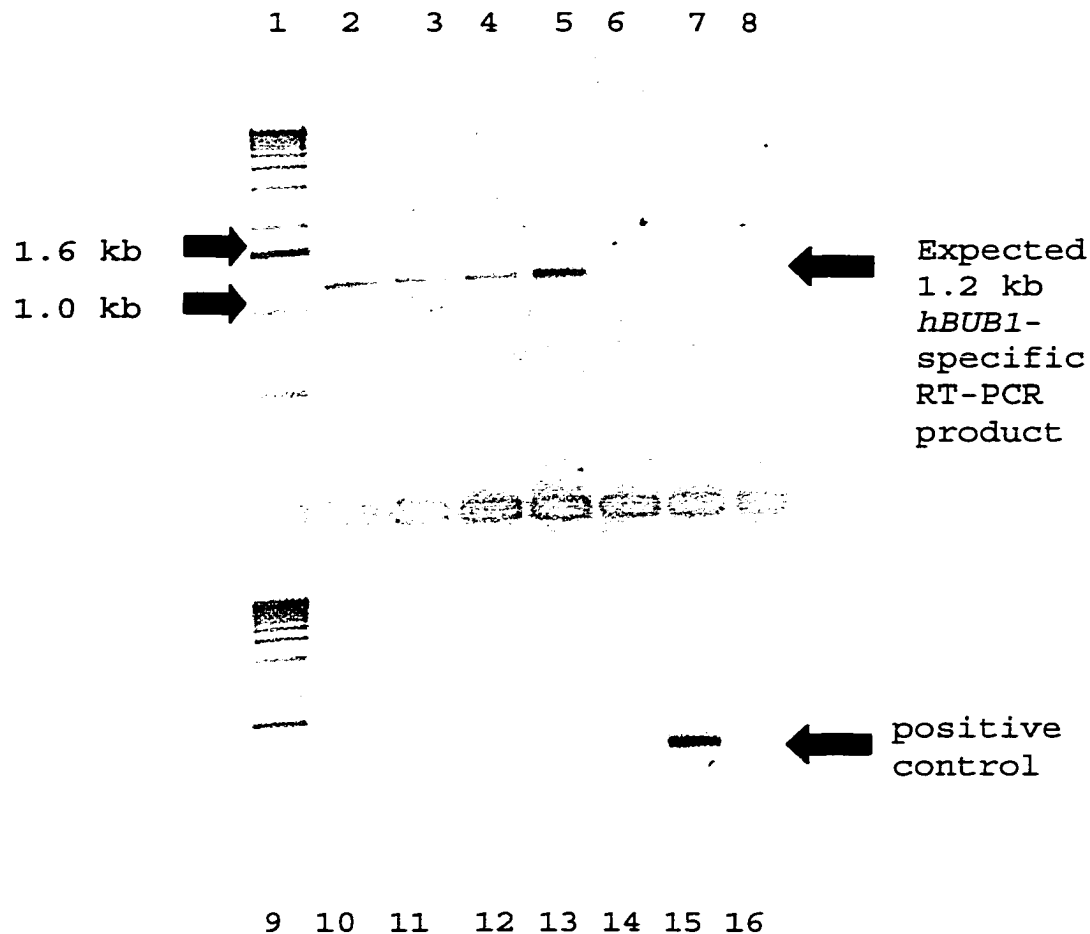 1 2 3 4 5 6 7 8
1.6 kb
1.0 kb
Expected
1.2 kb
hBUB1-
specific
RT-PCR
product
positive
control
9 10 11 12 13 14 15 16